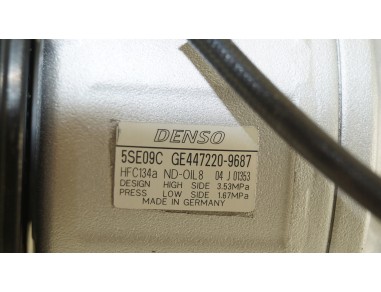 DENSO
5SE09C GE447220-9687
HFC134a ND-OIL8 04 J 01353
DESIGN HIGH SIDE 3.53MPa
PRESS LOW SIDE 1.67MPa
MADE IN GERMANY